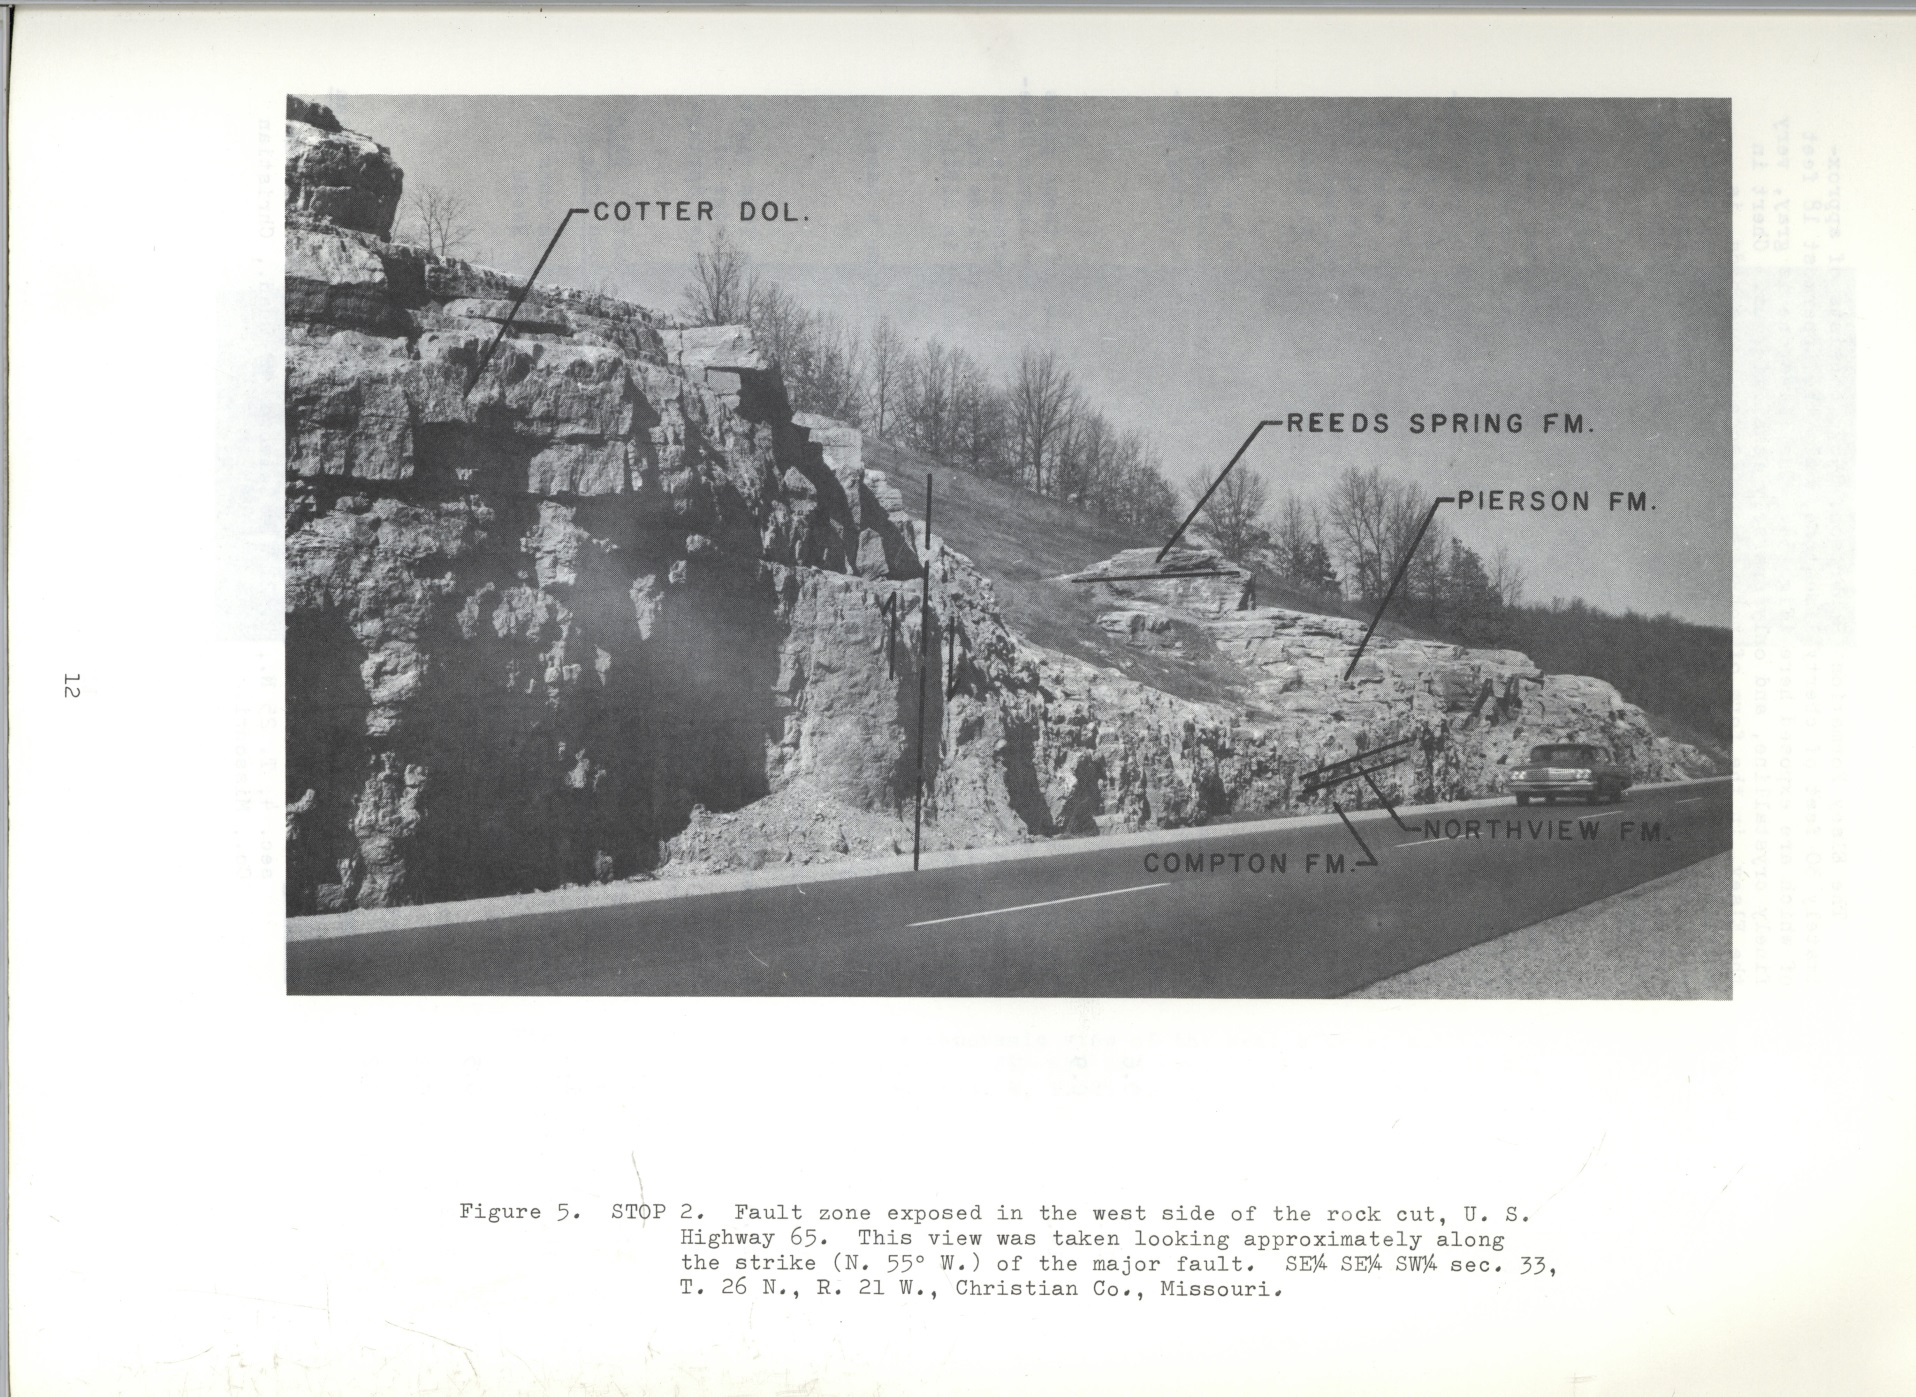 COTTER DOL.
REEDS SPRING FM.
PIERSON FM.
NORTHVIEW FM.
COMPTON FM.
12
Figure 5. STOP 2. Fault zone exposed in the west side of the rock cut, U. S.
Highway 65. This view was taken looking approximately along
the strike (N. 55° W.) of the major fault. SE¼ SE¼ SW¼ sec. 33,
T. 26 N., R. 21 W., Christian Co., Missouri.